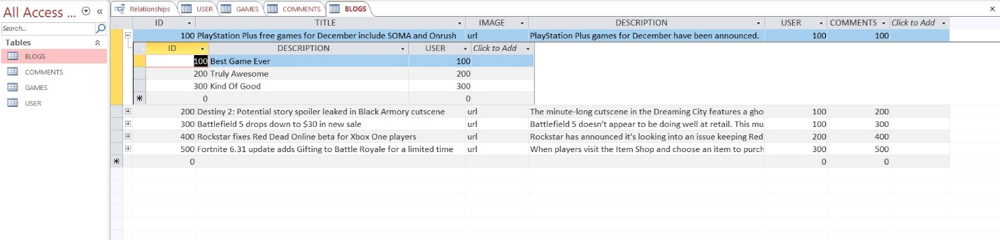 All Access ...
Search...
Tables
BLOGS
COMMENTS
GAMES
USER
Relationships USER GAMES COMMENTS BLOGS
ID TITLE IMAGE DESCRIPTION USER COMMENTS Click to Add
100 PlayStation Plus free games for December include SOMA and Onrush url PlayStation Plus games for December have been announced. 100 100
ID DESCRIPTION USER Click to Add
100 Best Game Ever 100
200 Truly Awesome 200
300 Kind Of Good 300
0 0
200 Destiny 2: Potential story spoiler leaked in Black Armory cutscene url The minute-long cutscene in the Dreaming City features a gho 100 200
300 Battlefield 5 drops down to $30 in new sale url Battlefield 5 doesn't appear to be doing well at retail. This mu 100 300
400 Rockstar fixes Red Dead Online beta for Xbox One players url Rockstar has announced it's looking into an issue keeping Red 200 400
500 Fortnite 6.31 update adds Gifting to Battle Royale for a limited time url When players visit the Item Shop and choose an item to purch 300 500
0 0 0